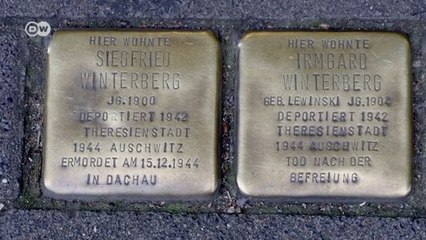 DW
HIER WOHNTE
SIEGFRIED
WINTERBERG
JG. 1900
DEPORTIERT 1942
THERESIENSTADT
1944 AUSCHWITZ
ERMORDET AM 15.12.1944
IN DACHAU
HIER WOHNTE
IRMGARD
WINTERBERG
GEB. LEWINSKI JG. 1904
DEPORTIERT 1942
THERESIENSTADT
1944 AUSCHWITZ
TOD NACH DER
BEFREIUNG